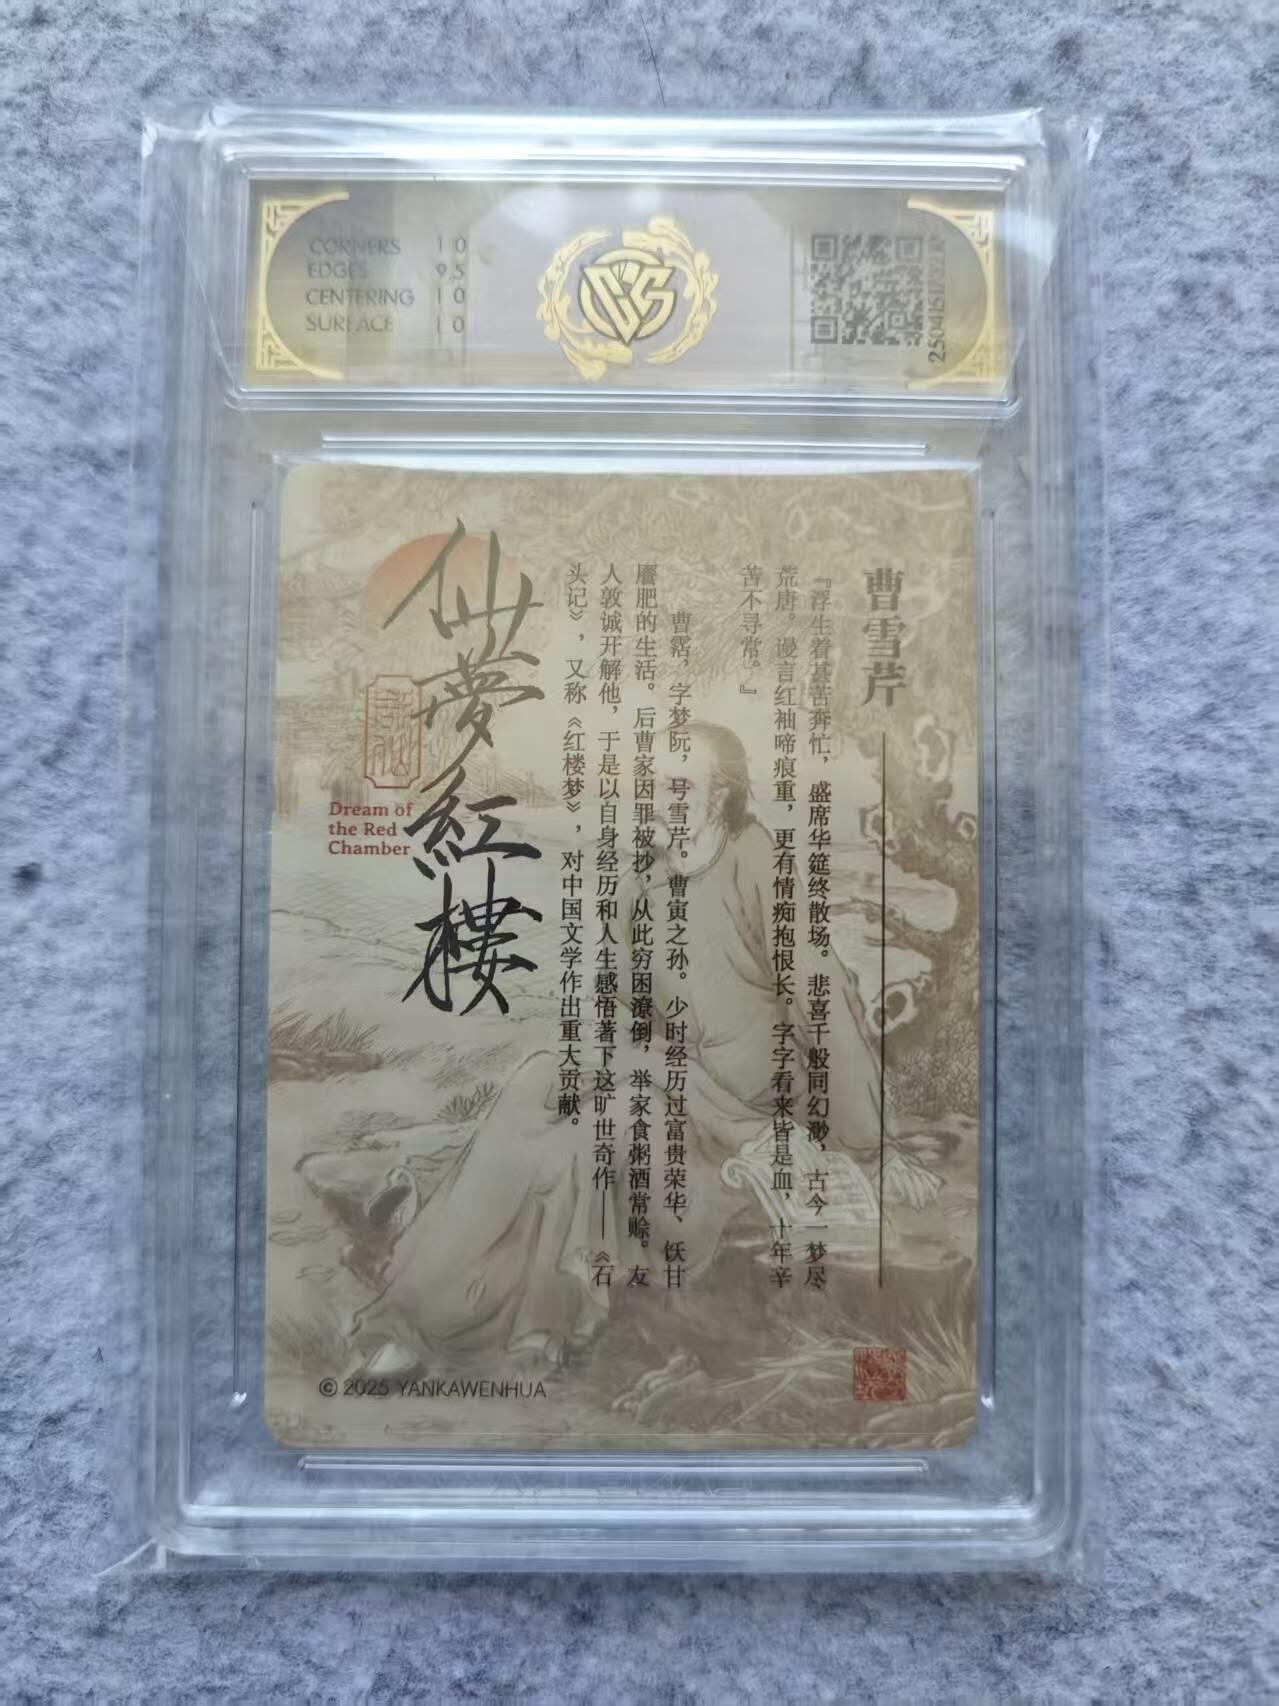 CORNERS 10
EDGES 9.5
CENTERING 10
SURFACE 10
曹雪芹
『浮生着甚苦奔忙，盛席华筵终散场。悲喜千般同幻渺，古今一梦尽
荒唐。谩言红袖啼痕重，更有情痴抱恨长。字字看来皆是血，十年辛
苦不寻常。』
曹霑，字梦阮，号雪芹。曹寅之孙。少时经历过富贵荣华、饫甘
餍肥的生活。后曹家因罪被抄，从此穷困潦倒，举家食粥酒常赊。友
人敦诚开解他，于是以自身经历和人生感悟著下这旷世奇作——《石
头记》，又称《红楼梦》，对中国文学作出重大贡献。
仙夢紅樓
Dream of
the Red
Chamber
© 2025 YANKAWENHUA